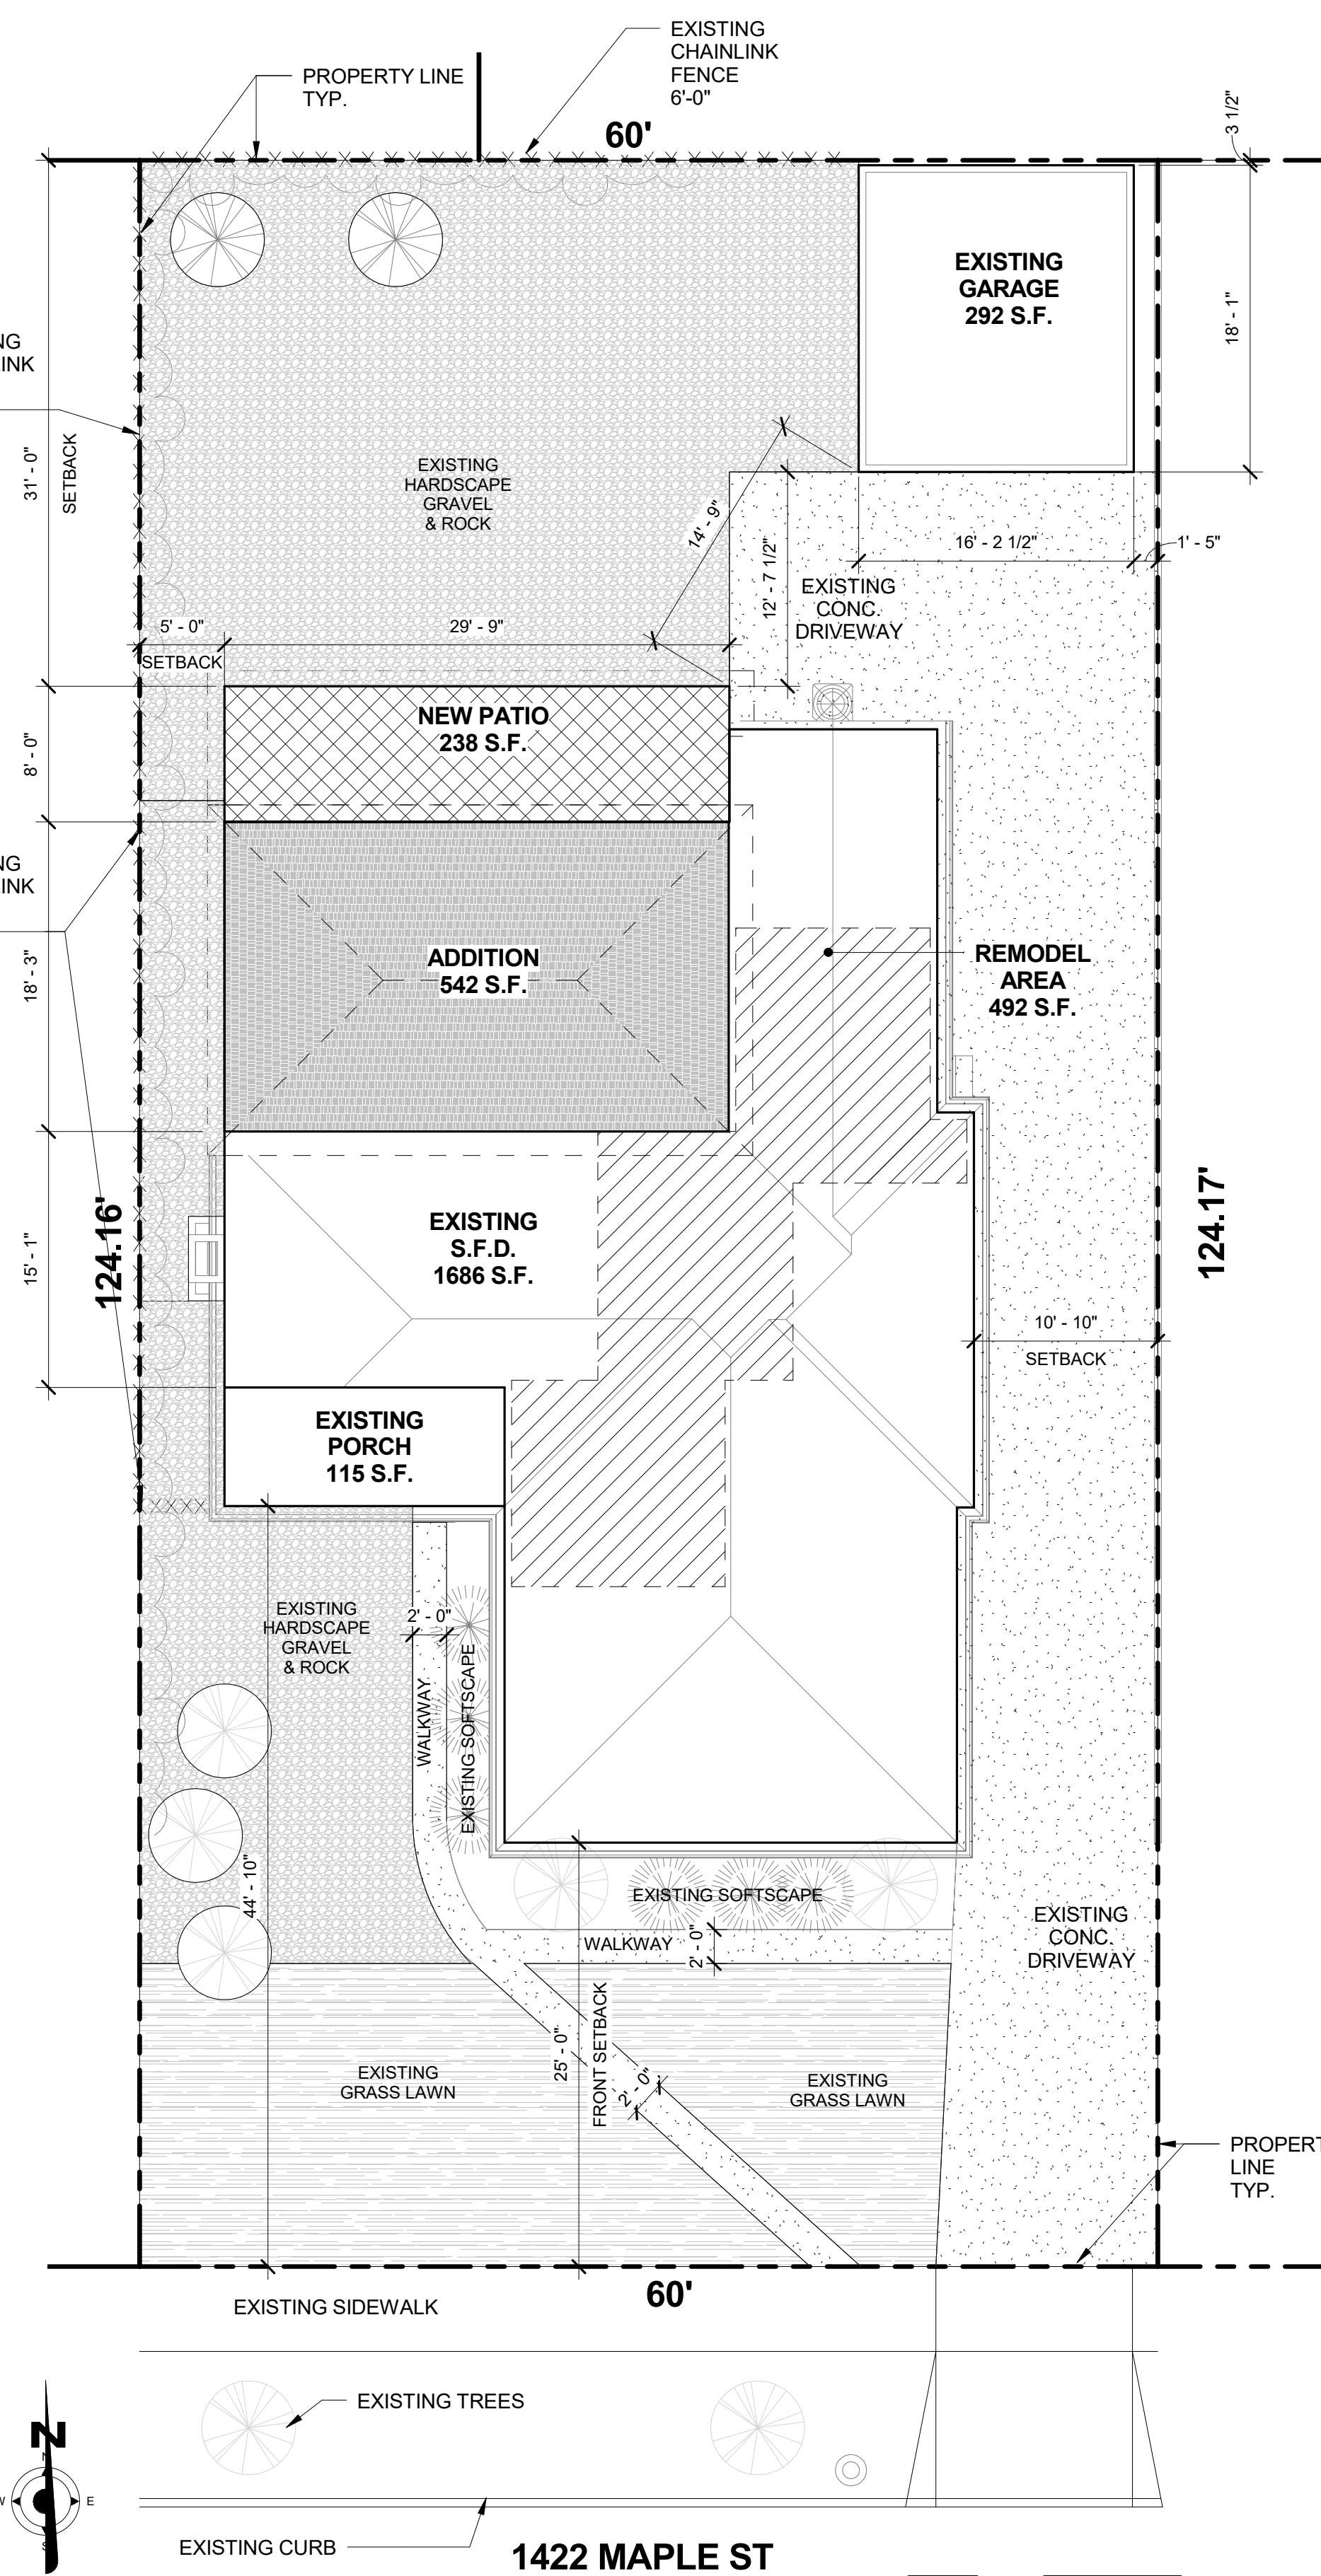 EXISTING
CHAINLINK
FENCE
6'-0"
PROPERTY LINE
TYP.
60'
3 1/2"
EXISTING
GARAGE
292 S.F.
18' - 1"
NG
INK
31' - 0"
SETBACK
EXISTING
HARDSCAPE
GRAVEL
& ROCK
14' - 9"
12' - 7 1/2"
16' - 2 1/2"
1' - 5"
EXISTING
CONC.
DRIVEWAY
5' - 0"
29' - 9"
SETBACK
NEW PATIO
238 S.F.
8' - 0"
NG
INK
18' - 3"
ADDITION
542 S.F.
REMODEL
AREA
492 S.F.
124.16'
124.17'
15' - 1"
EXISTING
S.F.D.
1686 S.F.
10' - 10"
SETBACK
EXISTING
PORCH
115 S.F.
EXISTING
HARDSCAPE
GRAVEL
& ROCK
2' - 0"
WALKWAY
EXISTING SOFTSCAPE
44' - 10"
EXISTING SOFTSCAPE
WALKWAY
2' - 0"
EXISTING
CONC.
DRIVEWAY
25' - 0"
FRONT SETBACK
2' - 0"
EXISTING
GRASS LAWN
EXISTING
GRASS LAWN
PROPERT
LINE
TYP.
60'
EXISTING SIDEWALK
EXISTING TREES
N
N
W
E
S
EXISTING CURB
1422 MAPLE ST